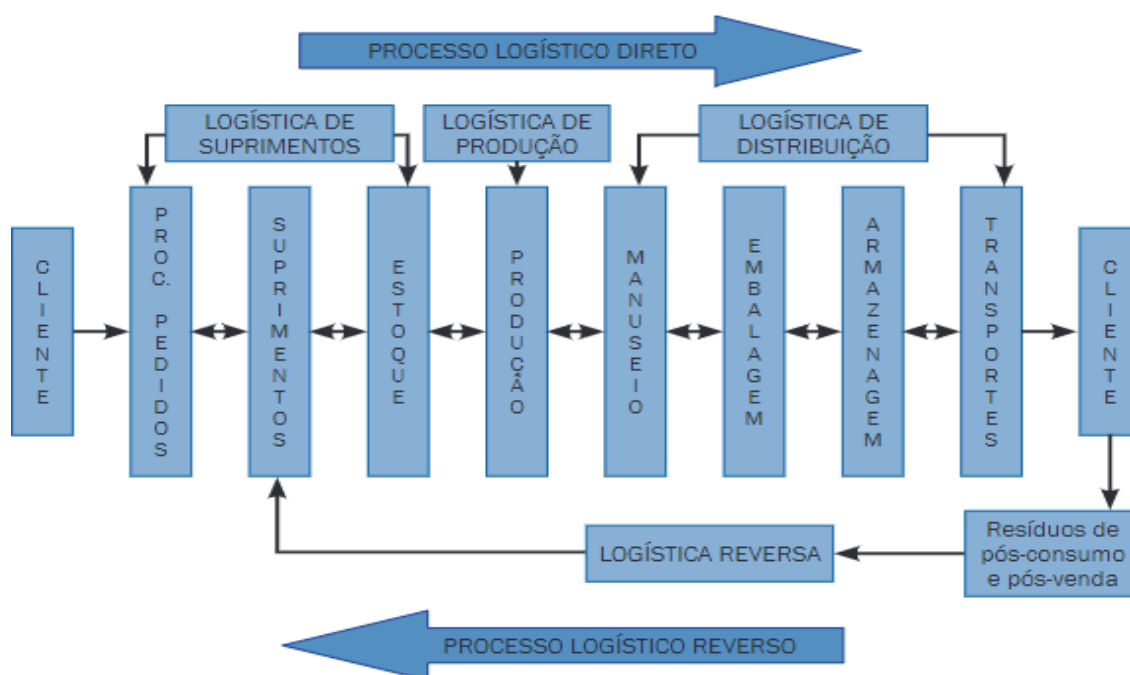 PROCESSO LOGÍSTICO DIRETO
LOGÍSTICA DE
SUPRIMENTOS
LOGÍSTICA DE
PRODUÇÃO
LOGÍSTICA DE
DISTRIBUIÇÃO
CLIENTE
PROC. PEDIDOS
SUPRIMENTOS
ESTOQUE
PRODUÇÃO
MANUSEIO
EMBALAGEM
ARMAZENAGEM
TRANSPORTES
CLIENTE
LOGÍSTICA REVERSA
Resíduos de
pós-consumo
e pós-venda
PROCESSO LOGÍSTICO REVERSO